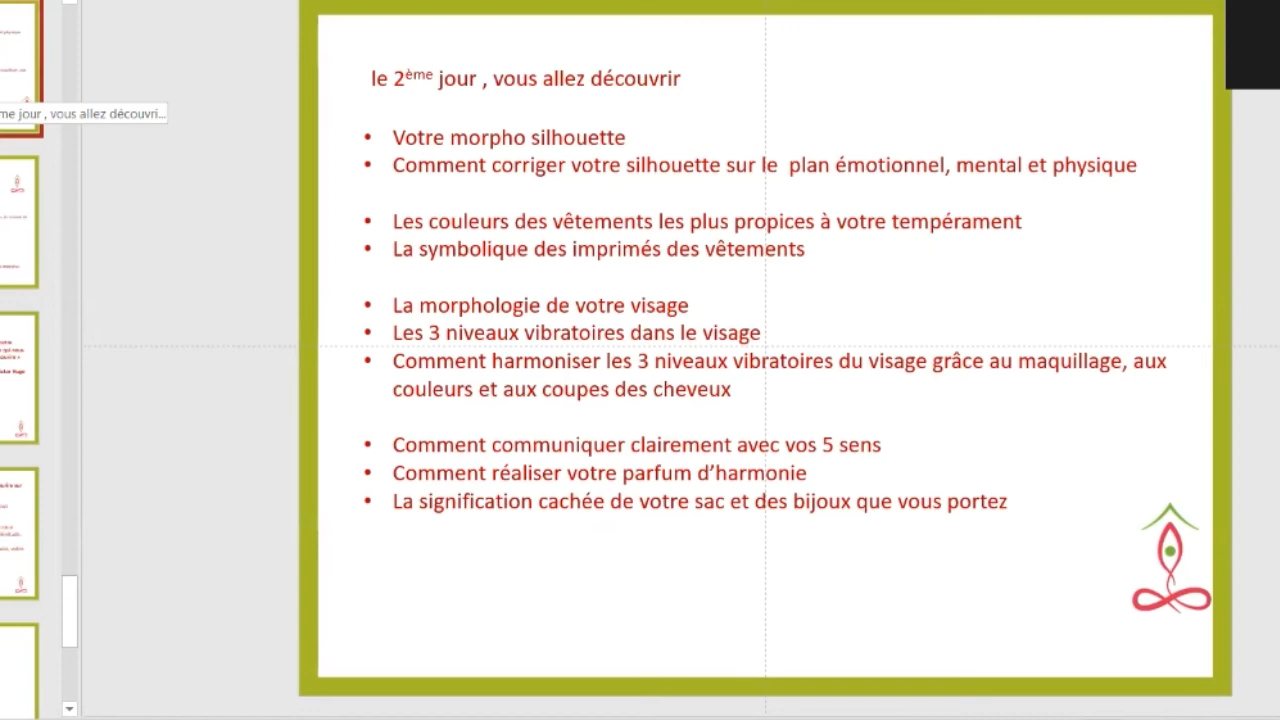 le 2ème jour , vous allez découvrir
me jour , vous allez découvri...
• Votre morpho silhouette
• Comment corriger votre silhouette sur le  plan émotionnel, mental et physique
• Les couleurs des vêtements les plus propices à votre tempérament
• La symbolique des imprimés des vêtements
• La morphologie de votre visage
• Les 3 niveaux vibratoires dans le visage
• Comment harmoniser les 3 niveaux vibratoires du visage grâce au maquillage, aux
couleurs et aux coupes des cheveux
• Comment communiquer clairement avec vos 5 sens
• Comment réaliser votre parfum d’harmonie
• La signification cachée de votre sac et des bijoux que vous portez